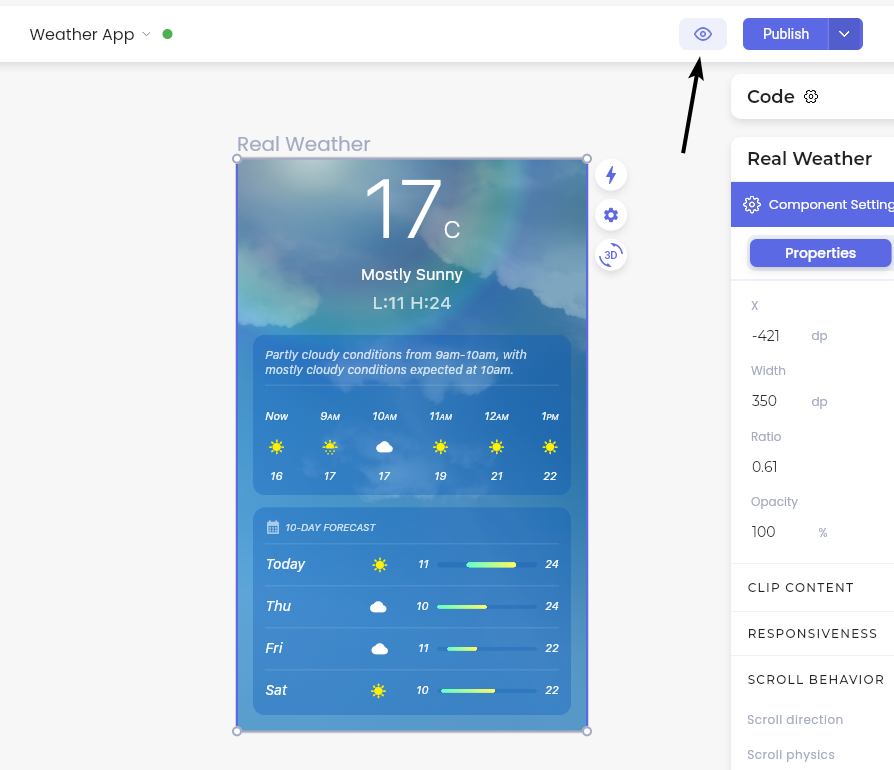 Weather App
Publish
Code
Real Weather
Real Weather
17 C
Mostly Sunny
L:11 H:24
3D
Component Setting
Properties
X
-421 dp
Width
350 dp
Ratio
0.61
Opacity
100 %
CLIP CONTENT
RESPONSIVENESS
SCROLL BEHAVIOR
Scroll direction
Scroll physics
Partly cloudy conditions from 9am-10am, with
mostly cloudy conditions expected at 10am.
Now 9AM 10AM 11AM 12AM 1PM
16 17 17 19 21 22
10-DAY FORECAST
Today 11 24
Thu 10 24
Fri 11 22
Sat 10 22